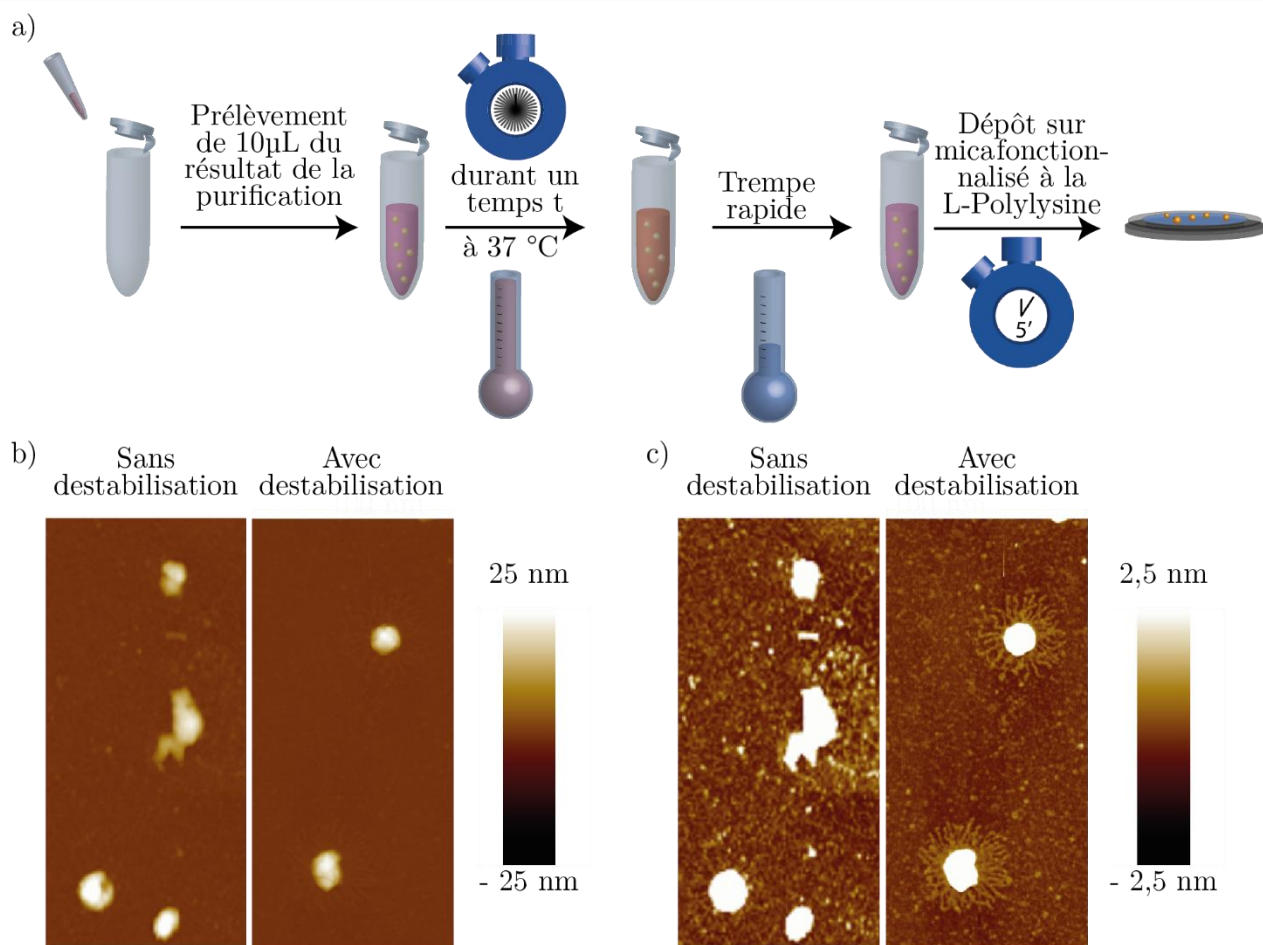 a)
Prélèvement
de 10µL du
résultat de la
purification
durant un
temps t
à 37 °C
Trempe
rapide
Dépôt sur
micafonction-
nalisé à la
L-Polylysine
5'
b)
Sans
destabilisation
Avec
destabilisation
25 nm
- 25 nm
c)
Sans
destabilisation
Avec
destabilisation
2,5 nm
- 2,5 nm